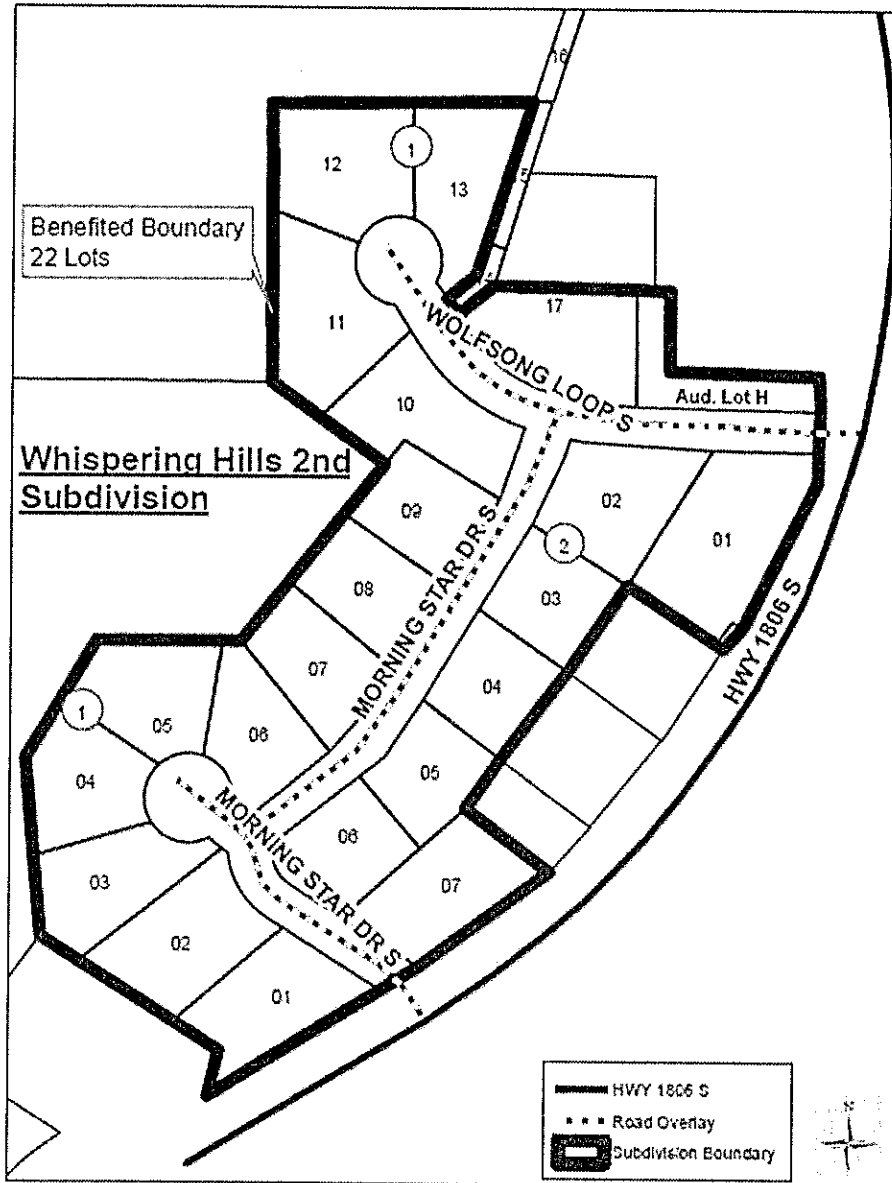 16
12
1
13
15
Benefited Boundary
22 Lots
17
11
WOLFSONG LOOP S
Aud. Lot H
10
Whispering Hills 2nd
Subdivision
09
02
01
2
08
03
MORNING STAR DR S
HWY 1806 S
07
04
1
05
06
05
04
MORNING STAR DR S
06
03
07
02
01
HWY 1806 S
Road Overlay
Subdivision Boundary
N